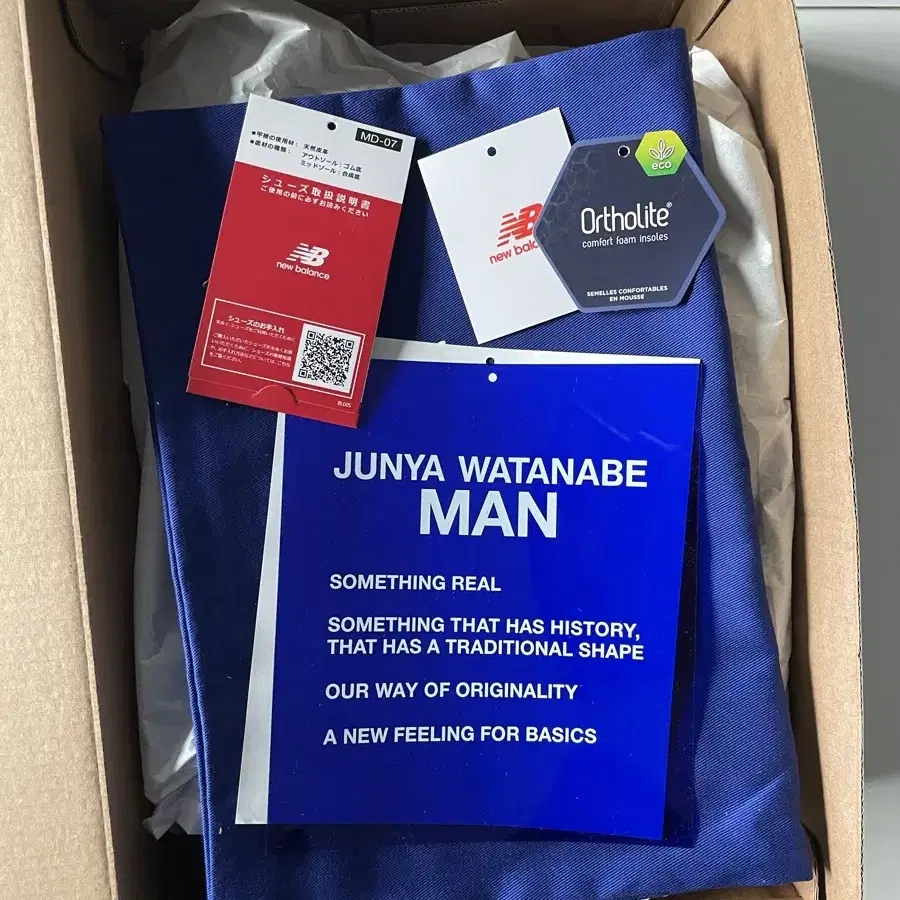 MD-07
■甲被の使用材： 天然皮革
■底材の種類： アウトソール：ゴム底
ミッドソール：合成底
シューズ取扱説明書
ご使用の前に必ずお読みください
NB
new balance
シューズのお手入れ
BL005
NB
new
eco
Ortholite®
comfort foam insoles
SEMELLES CONFORTABLES
EN MOUSSE
JUNYA WATANABE
MAN
SOMETHING REAL
SOMETHING THAT HAS HISTORY,
THAT HAS A TRADITIONAL SHAPE
OUR WAY OF ORIGINALITY
A NEW FEELING FOR BASICS